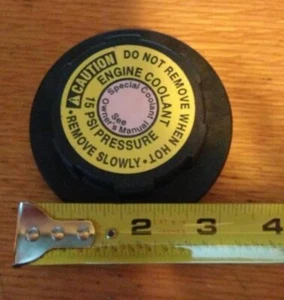 ⚠ CAUTION DO NOT REMOVE WHEN HOT
• REMOVE SLOWLY •
ENGINE COOLANT
15 PSI PRESSURE
Special Coolant
See
Owner's Manual
2 3 4